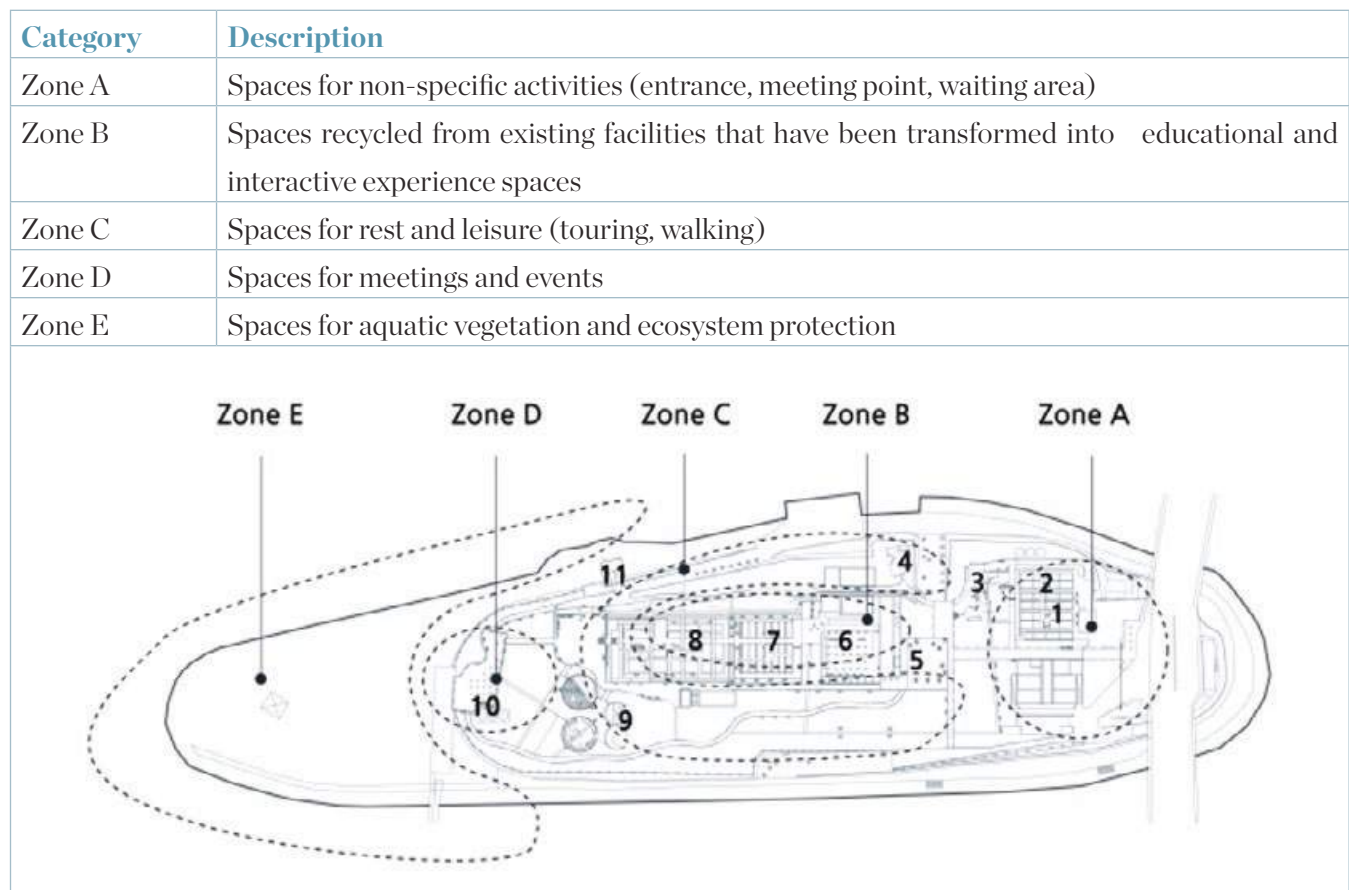 Category Description
Zone A Spaces for non-specific activities (entrance, meeting point, waiting area)
Zone B Spaces recycled from existing facilities that have been transformed into educational and
interactive experience spaces
Zone C Spaces for rest and leisure (touring, walking)
Zone D Spaces for meetings and events
Zone E Spaces for aquatic vegetation and ecosystem protection
Zone E Zone D Zone C Zone B Zone A
4
11 3 2
1
8 7 6
5
10 9